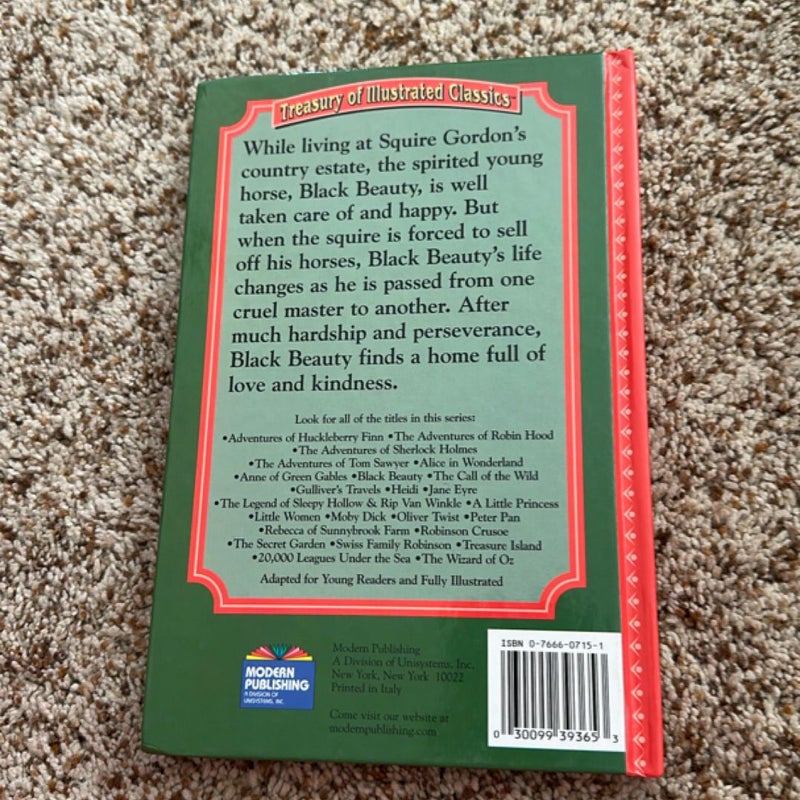 Treasury of Illustrated Classics™
While living at Squire Gordon's
country estate, the spirited young
horse, Black Beauty, is well
taken care of and happy. But
when the squire is forced to sell
off his horses, Black Beauty's life
changes as he is passed from one
cruel master to another. After
much hardship and perseverance,
Black Beauty finds a home full of
love and kindness.
Look for all of the titles in this series:
•Adventures of Huckleberry Finn •The Adventures of Robin Hood
•The Adventures of Sherlock Holmes
•The Adventures of Tom Sawyer •Alice in Wonderland
•Anne of Green Gables •Black Beauty •The Call of the Wild
•Gulliver's Travels •Heidi •Jane Eyre
•The Legend of Sleepy Hollow & Rip Van Winkle •A Little Princess
•Little Women •Moby Dick •Oliver Twist •Peter Pan
•Rebecca of Sunnybrook Farm •Robinson Crusoe
•The Secret Garden •Swiss Family Robinson •Treasure Island
•20,000 Leagues Under the Sea •The Wizard of Oz
Adapted for Young Readers and Fully Illustrated
MODERN
PUBLISHING
A DIVISION OF
UNISYSTEMS, INC.
Modern Publishing
A Division of Unisystems, Inc.
New York, New York 10022
Printed in Italy
Come visit our website at
modernpublishing.com
ISBN 0-7666-0715-1
0 30099 39365 3